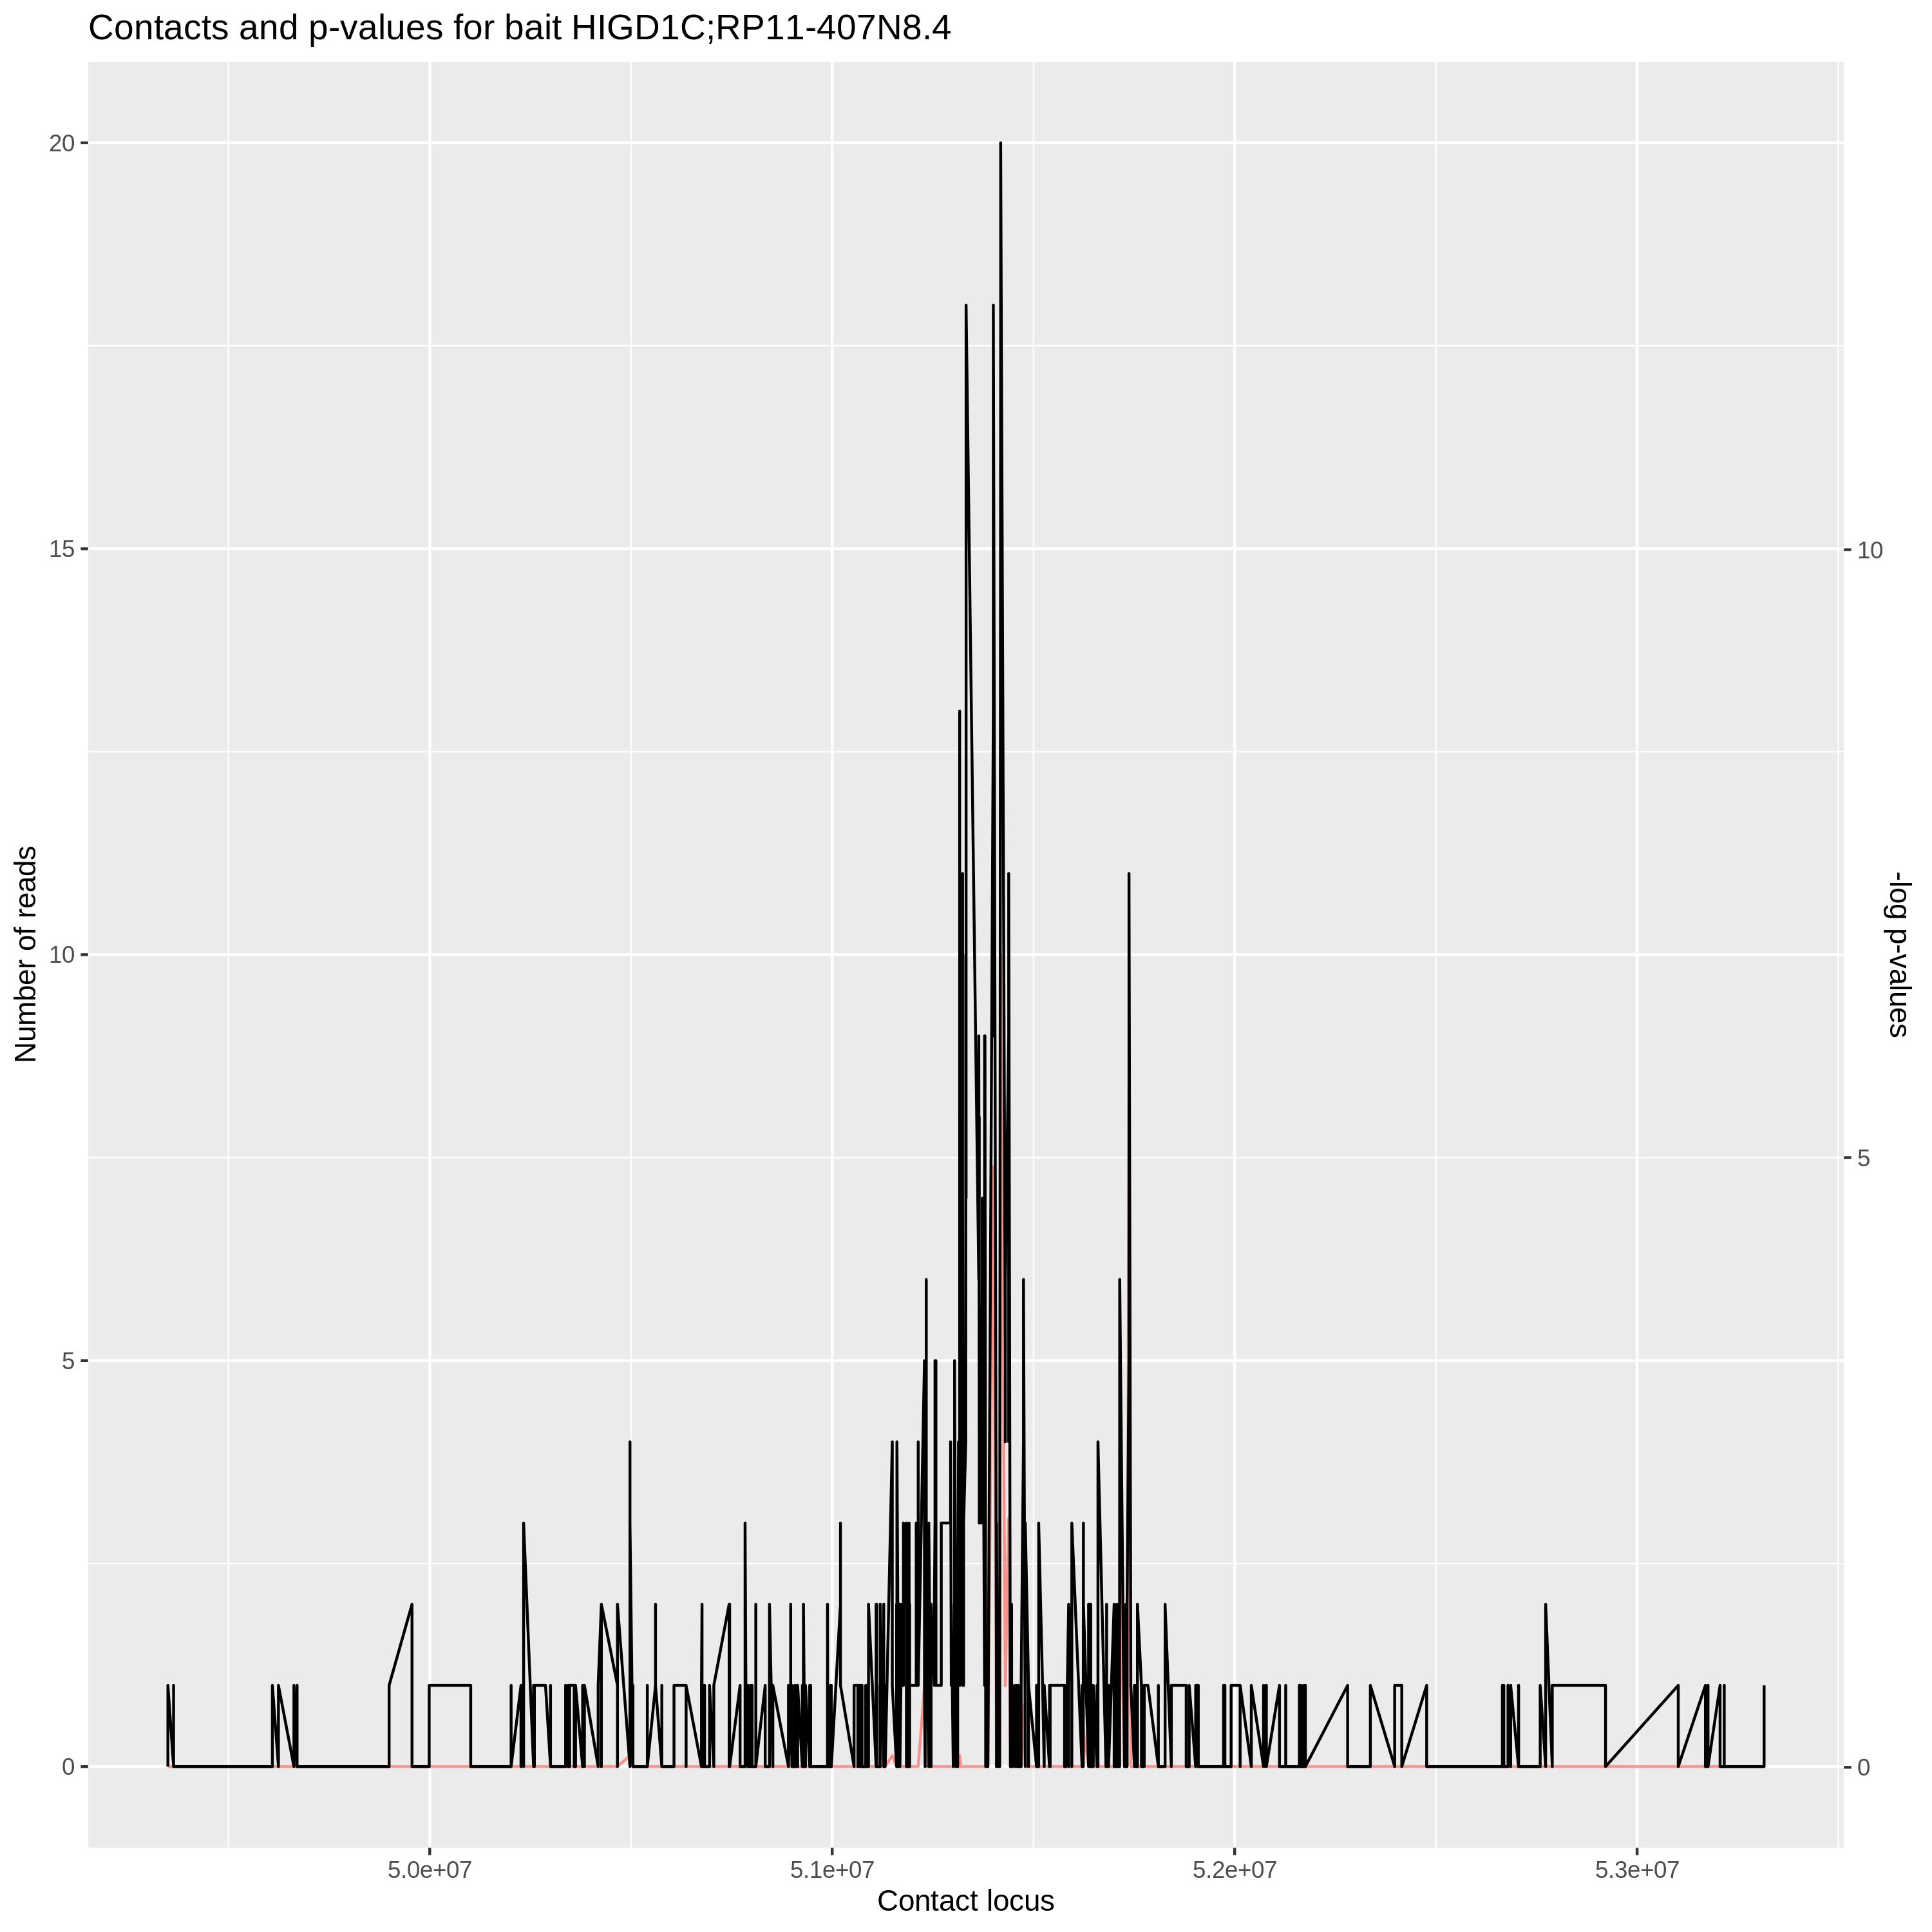 Contacts and p-values for bait HIGD1C;RP11-407N8.4
20
15
10
5
0
Number of reads
10
5
0
-log p-values
5.0e+07 5.1e+07 5.2e+07 5.3e+07
Contact locus